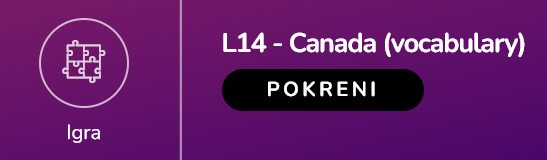 Igra
L14 - Canada (vocabulary)
POKRENI